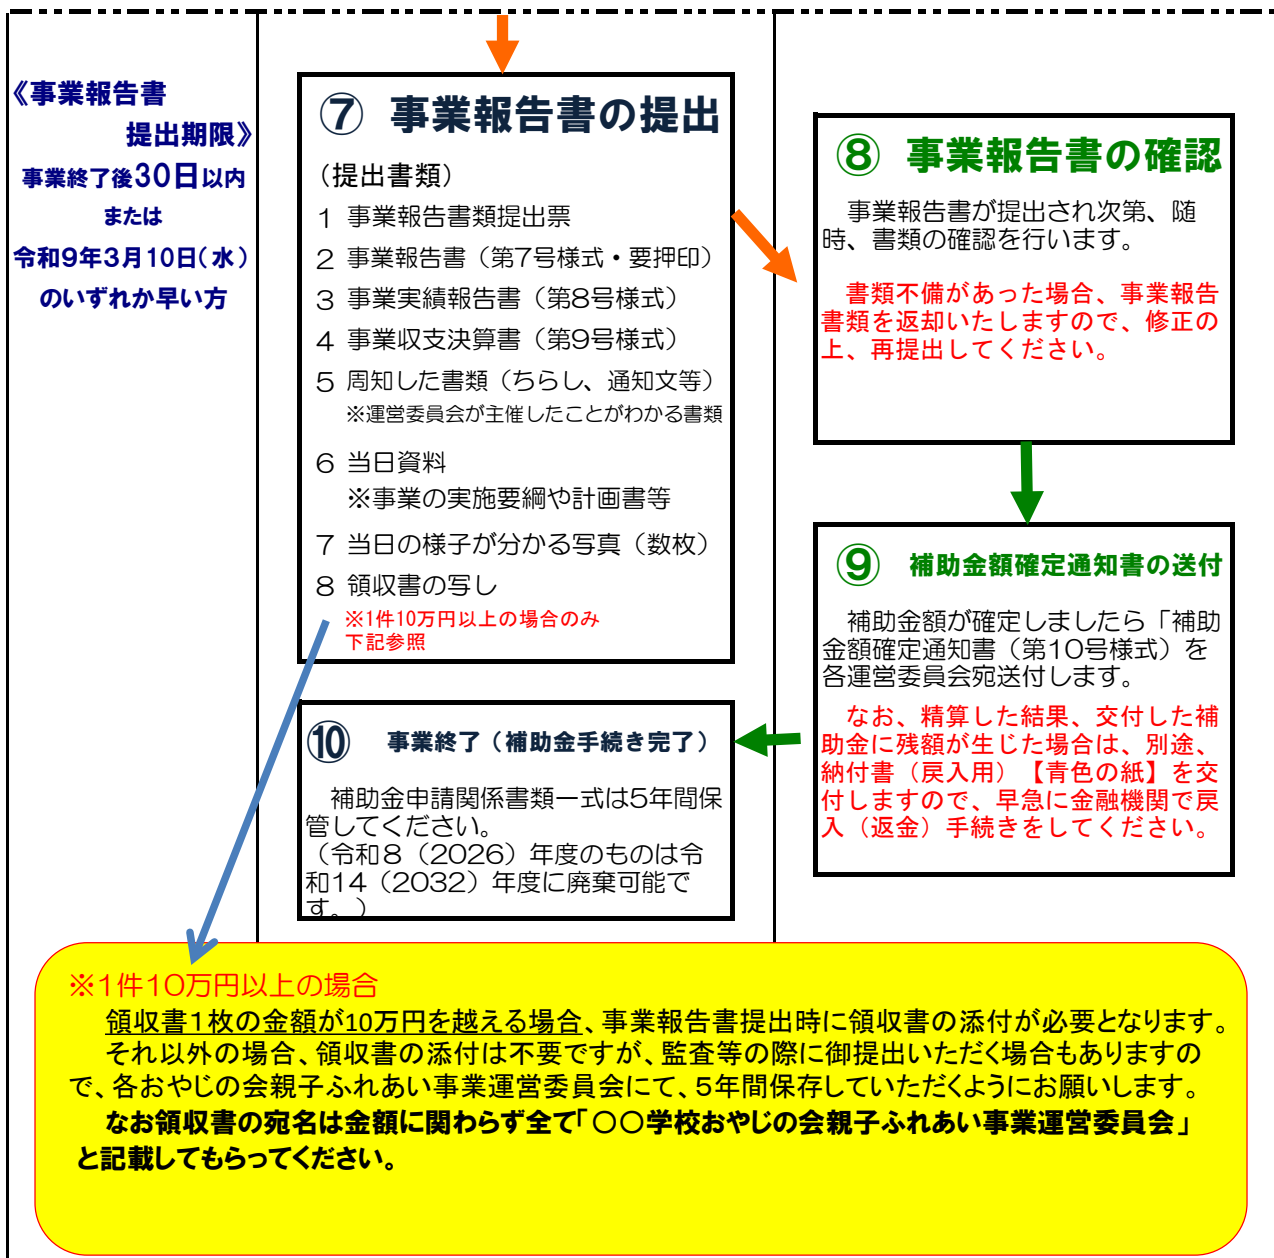 《事業報告書
提出期限》
事業終了後30日以内
または
令和9年3月10日(水)
のいずれか早い方
⑦ 事業報告書の提出
（提出書類）
1 事業報告書類提出票
2 事業報告書（第7号様式・要押印）
3 事業実績報告書（第8号様式）
4 事業収支決算書（第9号様式）
5 周知した書類（ちらし、通知文等）
※運営委員会が主催したことがわかる書類
6 当日資料
※事業の実施要綱や計画書等
7 当日の様子が分かる写真（数枚）
8 領収書の写し
※1件10万円以上の場合のみ
下記参照
⑧ 事業報告書の確認
事業報告書が提出され次第、随
時、書類の確認を行います。
書類不備があった場合、事業報告
書類を返却いたしますので、修正の
上、再提出してください。
⑨ 補助金額確定通知書の送付
補助金額が確定しましたら「補助
金額確定通知書（第10号様式）を
各運営委員会宛送付します。
なお、精算した結果、交付した補
助金に残額が生じた場合は、別途、
納付書（戻入用）【青色の紙】を交
付しますので、早急に金融機関で戻
入（返金）手続きをしてください。
⑩ 事業終了（補助金手続き完了）
補助金申請関係書類一式は5年間保
管してください。
（令和8（2026）年度のものは令
和14（2032）年度に廃棄可能で
す。）
※1件10万円以上の場合
領収書１枚の金額が10万円を越える場合、事業報告書提出時に領収書の添付が必要となります。
それ以外の場合、領収書の添付は不要ですが、監査等の際に御提出いただく場合もありますの
で、各おやじの会親子ふれあい事業運営委員会にて、５年間保存していただくようにお願いします。
なお領収書の宛名は金額に関わらず全て「○○学校おやじの会親子ふれあい事業運営委員会」
と記載してもらってください。